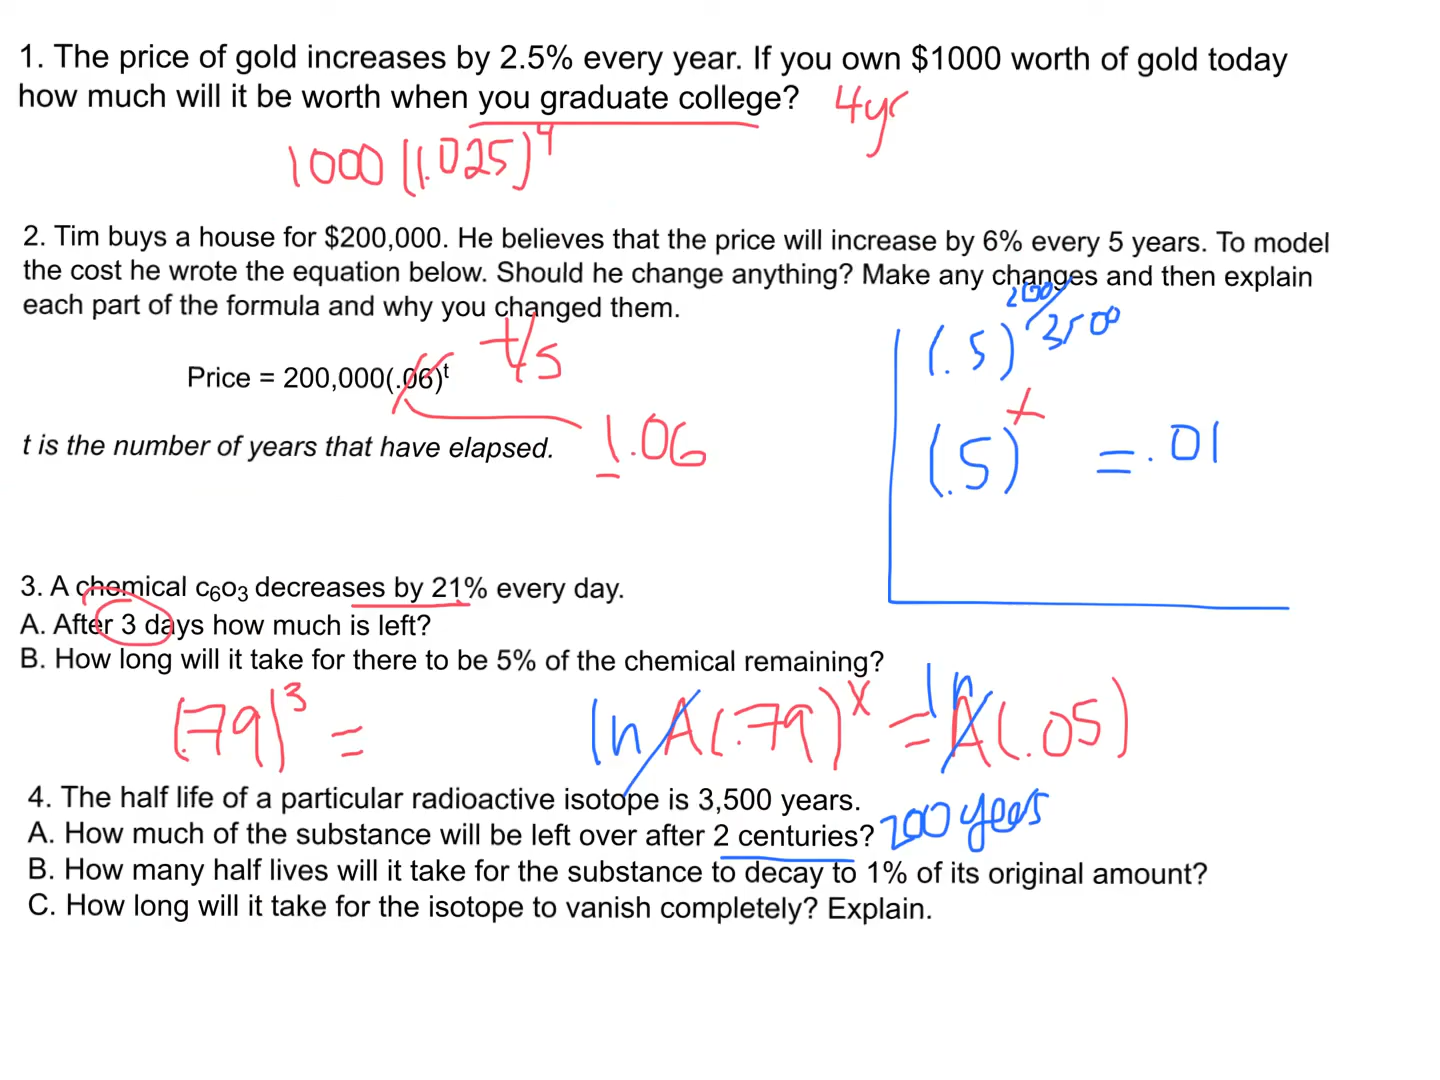 1. The price of gold increases by 2.5% every year. If you own $1000 worth of gold today
how much will it be worth when you graduate college? 4yr
1000(1.025)^4
2. Tim buys a house for $200,000. He believes that the price will increase by 6% every 5 years. To model
the cost he wrote the equation below. Should he change anything? Make any changes and then explain
each part of the formula and why you changed them.
(.5)^200/3500
Price = 200,000(.06)^t t/5
(.5)^x = .01
t is the number of years that have elapsed. 1.06
3. A chemical c₆o₃ decreases by 21% every day.
A. After 3 days how much is left?
B. How long will it take for there to be 5% of the chemical remaining?
(.79)^3 = ln A(.79)^x = ln A(.05)
4. The half life of a particular radioactive isotope is 3,500 years.
A. How much of the substance will be left over after 2 centuries? 200 years
B. How many half lives will it take for the substance to decay to 1% of its original amount?
C. How long will it take for the isotope to vanish completely? Explain.